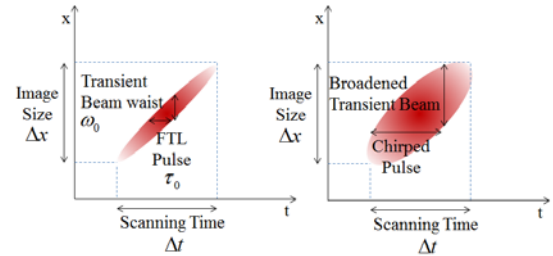 x
Image
Size
Δx
Transient
Beam waist
ω₀
FTL
Pulse
τ₀
t
Scanning Time
Δt
x
Image
Size
Δx
Broadened
Transient Beam
Chirped
Pulse
t
Scanning Time
Δt